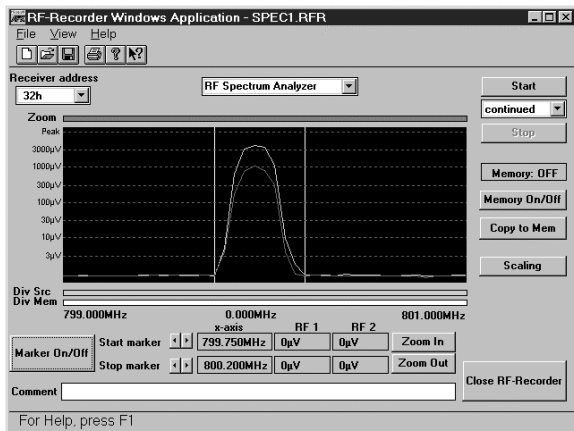 RF-Recorder Windows Application - SPEC1.RFR
File View Help
Receiver address
32h
RF Spectrum Analyzer
Start
continued
Stop
Zoom
Peak
3000µV
1000µV
300µV
100µV
30µV
10µV
3µV
Memory: OFF
Memory On/Off
Copy to Mem
Scaling
Div Src
Div Mem
799.000MHz 0.000MHz 801.000MHz
x-axis RF 1 RF 2
Marker On/Off
Start marker 799.750MHz 0µV 0µV Zoom In
Stop marker 800.200MHz 0µV 0µV Zoom Out
Close RF-Recorder
Comment
For Help, press F1